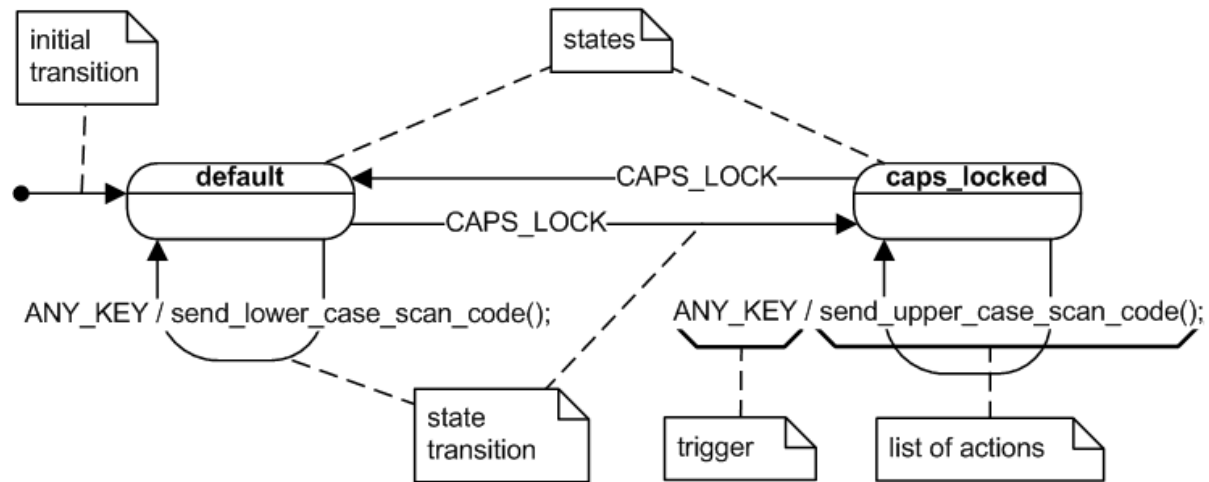 initial
transition
states
default
CAPS_LOCK
caps_locked
CAPS_LOCK
ANY_KEY / send_lower_case_scan_code();
ANY_KEY / send_upper_case_scan_code();
state
transition
trigger
list of actions